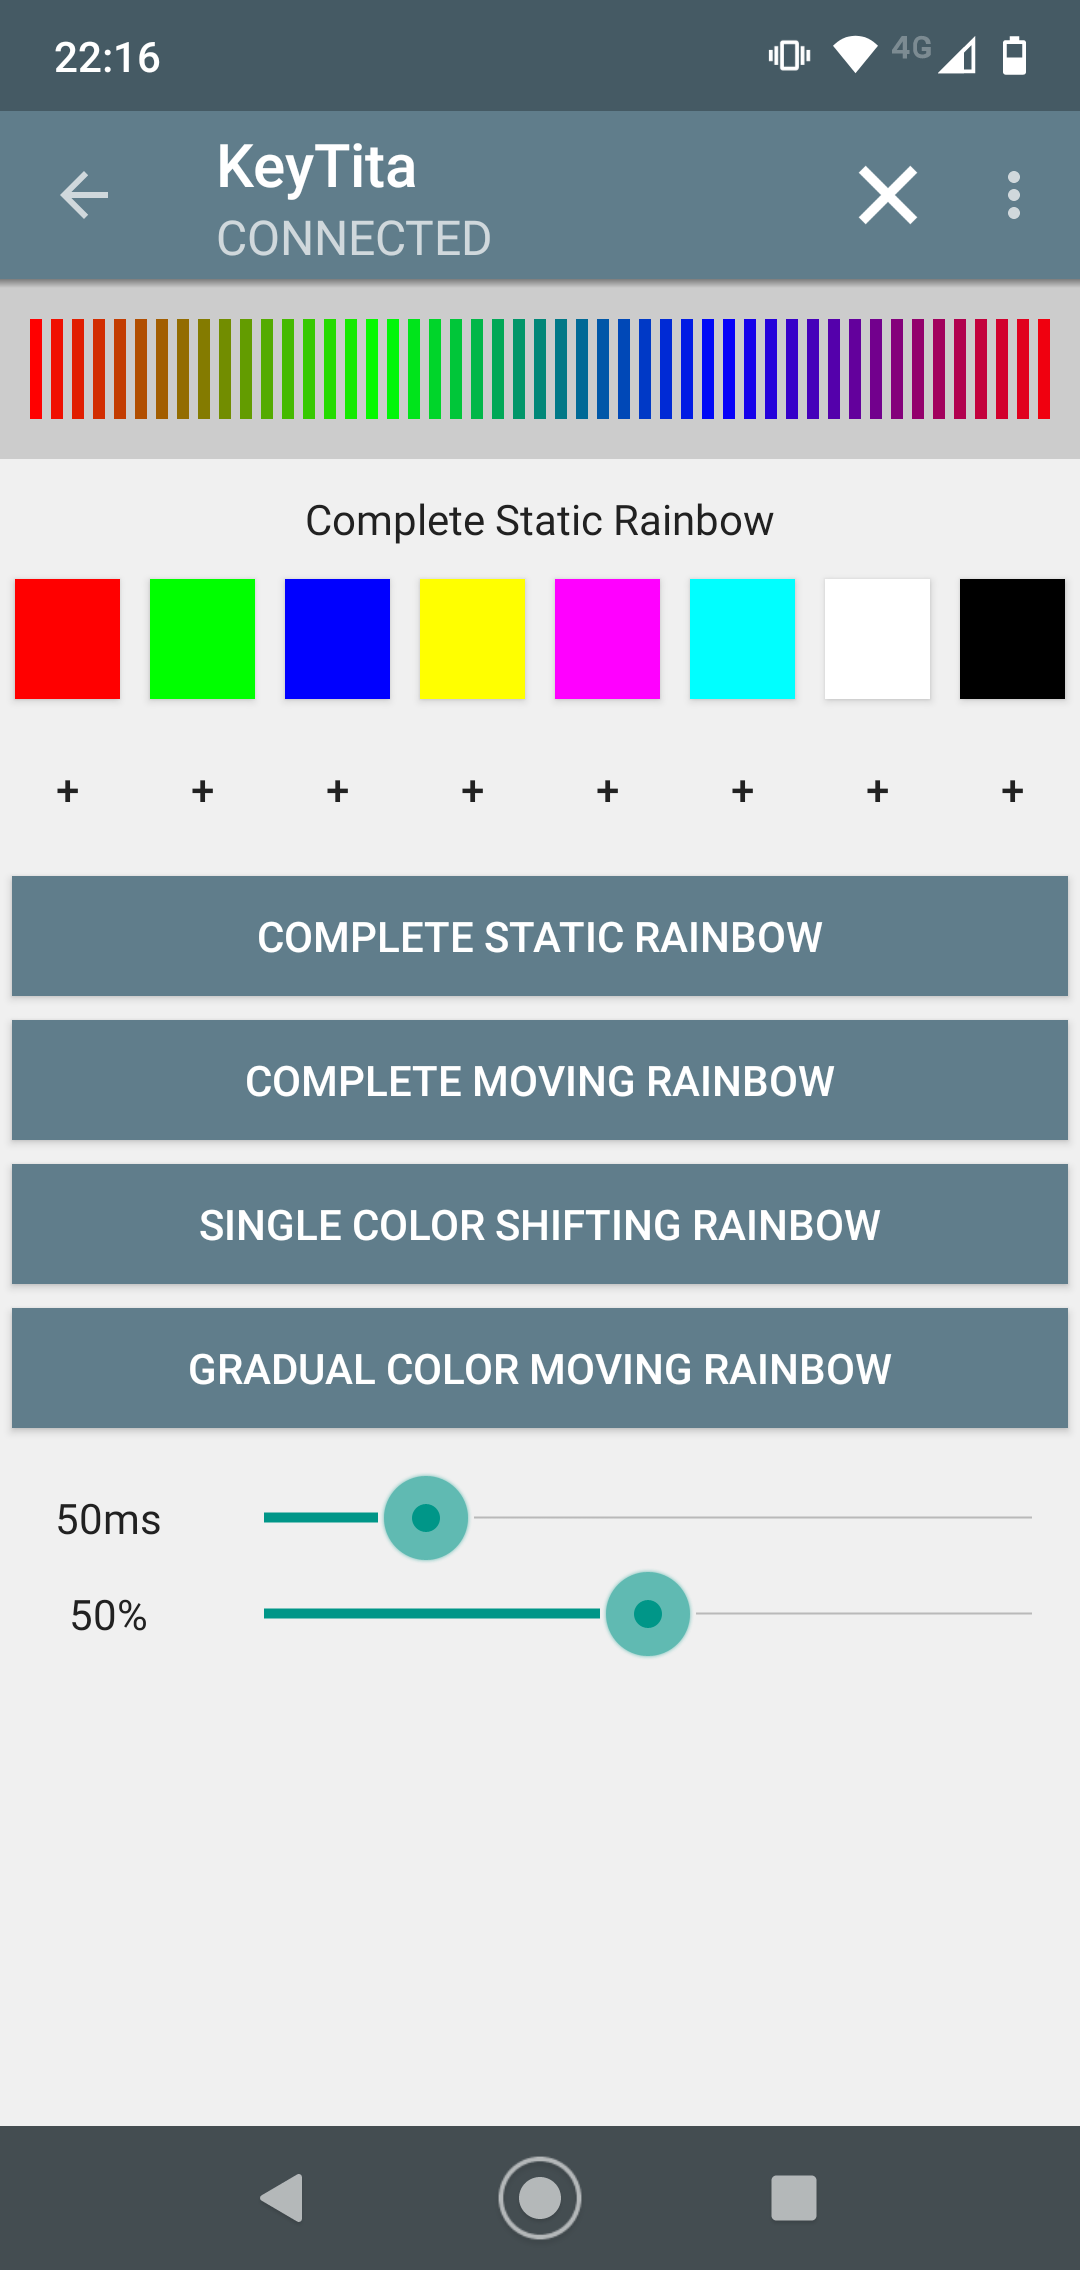 22:16
4G
KeyTita
CONNECTED
Complete Static Rainbow
+ + + + + + + +
COMPLETE STATIC RAINBOW
COMPLETE MOVING RAINBOW
SINGLE COLOR SHIFTING RAINBOW
GRADUAL COLOR MOVING RAINBOW
50ms
50%